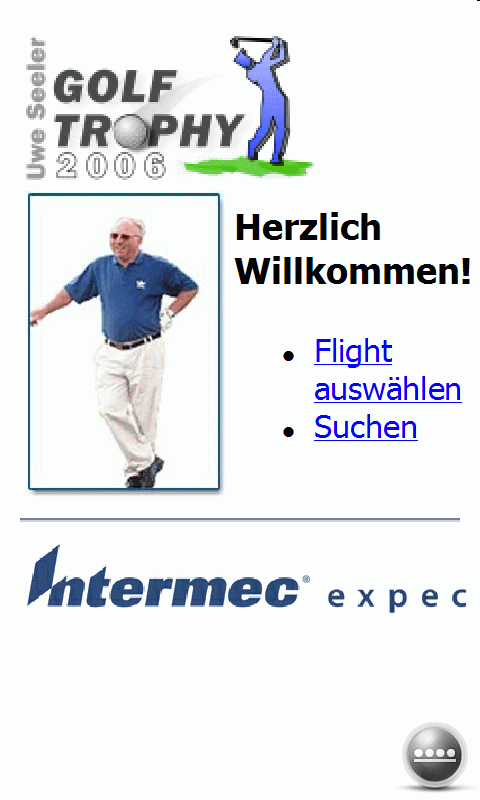 Uwe Seeler
GOLF
TROPHY
2006
Herzlich
Willkommen!
Flight
auswählen
Suchen
Intermec® expec